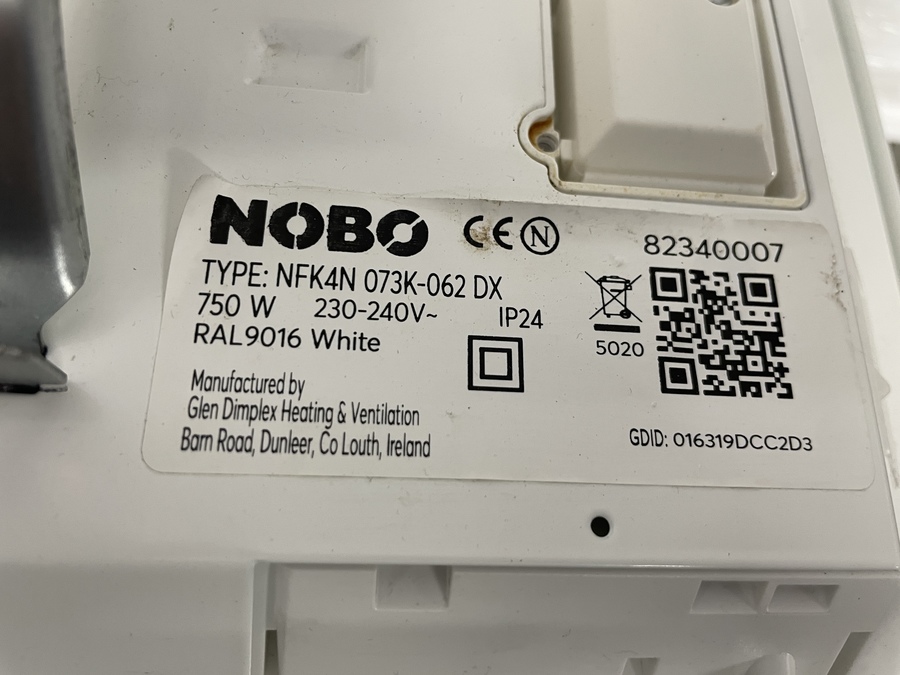 NOBO CE N
82340007
TYPE: NFK4N 073K-062 DX
750 W 230-240V~ IP24
RAL9016 White
5020
Manufactured by
Glen Dimplex Heating & Ventilation
Barn Road, Dunleer, Co Louth, Ireland
GDID: 016319DCC2D3